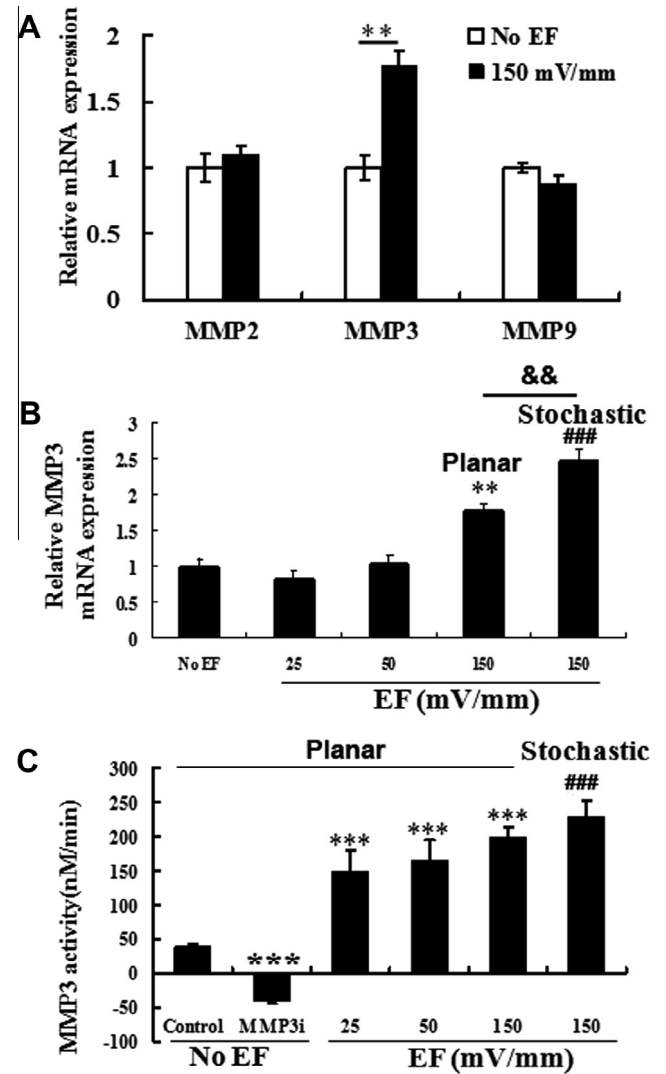 A
Relative mRNA expression
2
1.5
1
0.5
0
**
No EF
150 mV/mm
MMP2 MMP3 MMP9
B
Relative MMP3
mRNA expression
3
2.5
2
1.5
1
0.5
0
&&
Stochastic
###
Planar
**
No EF 25 50 150 150
EF (mV/mm)
C
MMP3 activity(nM/min)
300
250
200
150
100
50
0
-50
-100
Planar
Stochastic
###
*** *** *** ***
Control MMP3i 25 50 150 150
No EF EF (mV/mm)